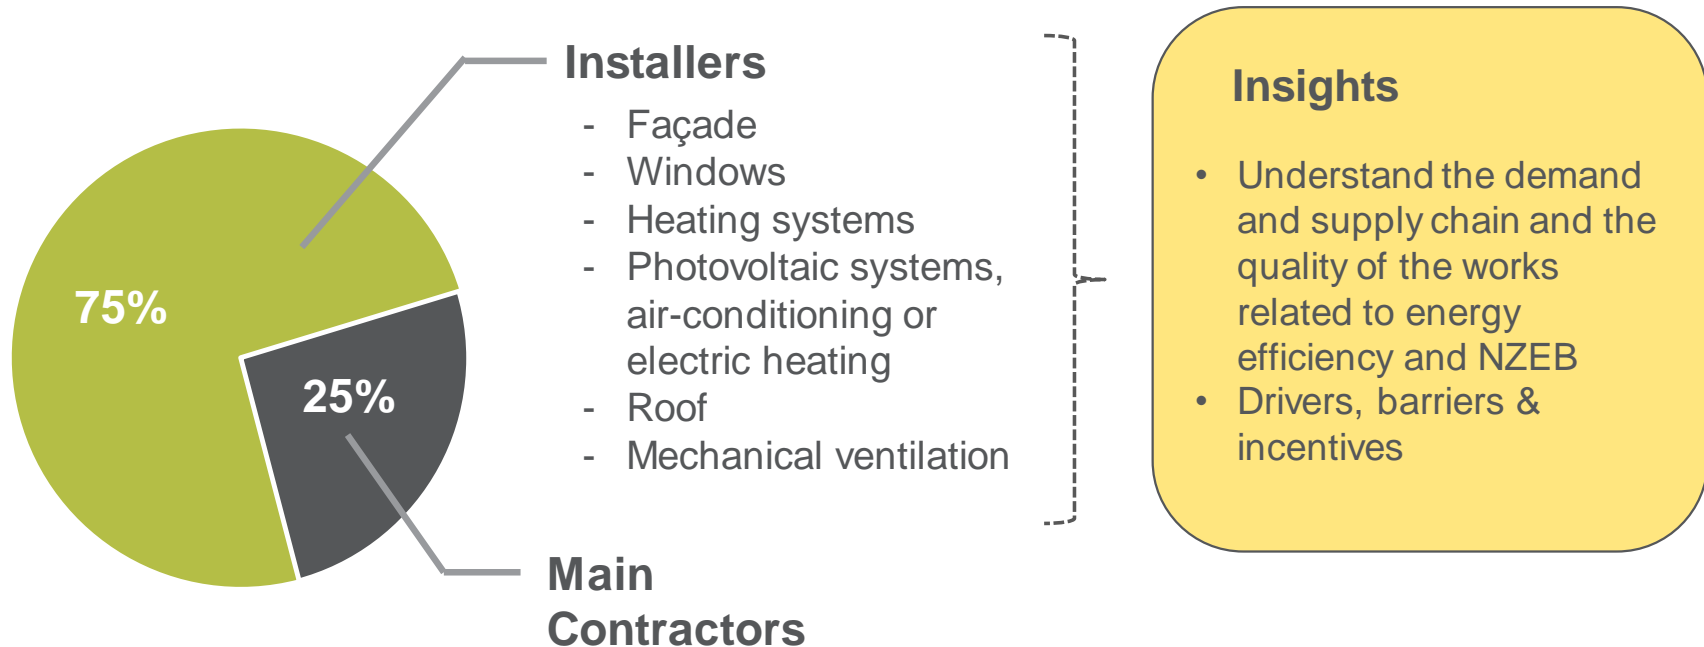 75%
25%
Installers
- Façade
- Windows
- Heating systems
- Photovoltaic systems,
air-conditioning or
electric heating
- Roof
- Mechanical ventilation
Main
Contractors
Insights
• Understand the demand
and supply chain and the
quality of the works
related to energy
efficiency and NZEB
• Drivers, barriers &
incentives